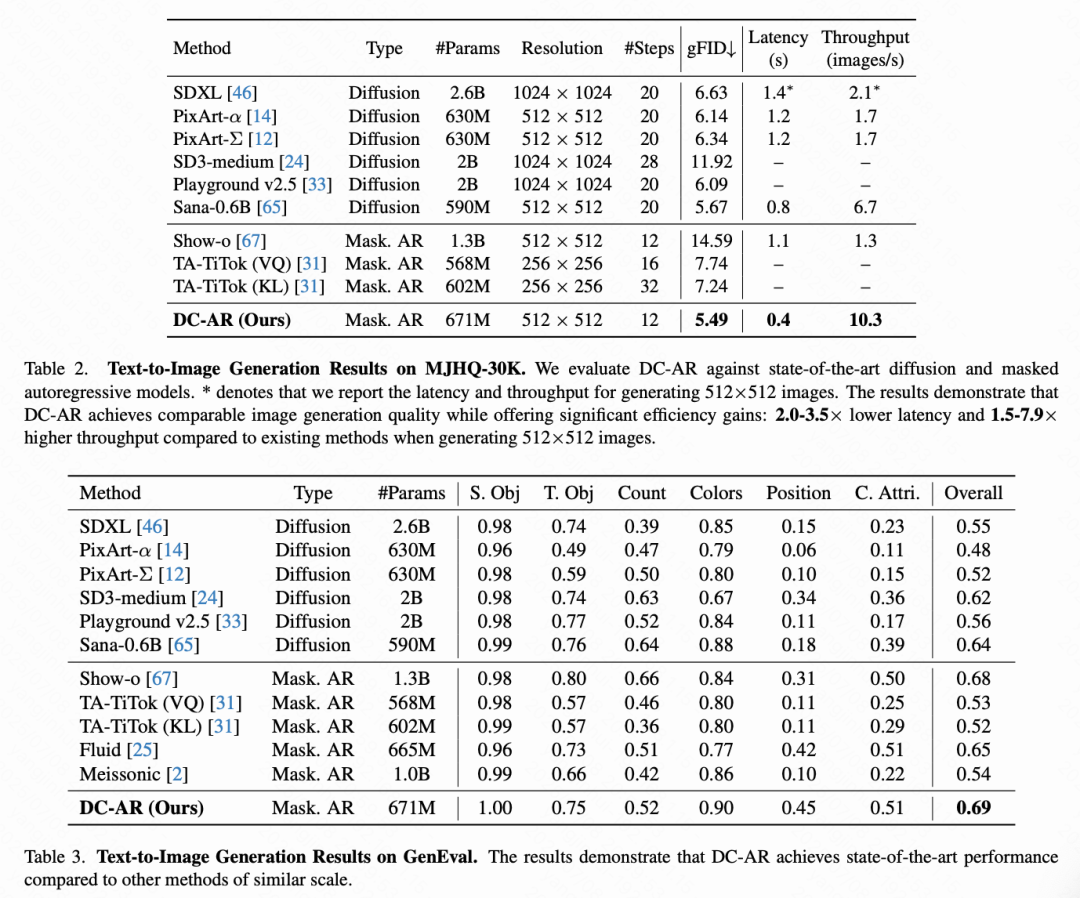 Method Type #Params Resolution #Steps gFID↓ Latency (s) Throughput (images/s)
SDXL [46] Diffusion 2.6B 1024 × 1024 20 6.63 1.4* 2.1*
PixArt-α [14] Diffusion 630M 512 × 512 20 6.14 1.2 1.7
PixArt-Σ [12] Diffusion 630M 512 × 512 20 6.34 1.2 1.7
SD3-medium [24] Diffusion 2B 1024 × 1024 28 11.92 – –
Playground v2.5 [33] Diffusion 2B 1024 × 1024 20 6.09 – –
Sana-0.6B [65] Diffusion 590M 512 × 512 20 5.67 0.8 6.7
Show-o [67] Mask. AR 1.3B 512 × 512 12 14.59 1.1 1.3
TA-TiTok (VQ) [31] Mask. AR 568M 256 × 256 16 7.74 – –
TA-TiTok (KL) [31] Mask. AR 602M 256 × 256 32 7.24 – –
DC-AR (Ours) Mask. AR 671M 512 × 512 12 5.49 0.4 10.3
Table 2. Text-to-Image Generation Results on MJHQ-30K. We evaluate DC-AR against state-of-the-art diffusion and masked
autoregressive models. * denotes that we report the latency and throughput for generating 512×512 images. The results demonstrate that
DC-AR achieves comparable image generation quality while offering significant efficiency gains: 2.0-3.5× lower latency and 1.5-7.9×
higher throughput compared to existing methods when generating 512×512 images.
Method Type #Params S. Obj T. Obj Count Colors Position C. Attri. Overall
SDXL [46] Diffusion 2.6B 0.98 0.74 0.39 0.85 0.15 0.23 0.55
PixArt-α [14] Diffusion 630M 0.96 0.49 0.47 0.79 0.06 0.11 0.48
PixArt-Σ [12] Diffusion 630M 0.98 0.59 0.50 0.80 0.10 0.15 0.52
SD3-medium [24] Diffusion 2B 0.98 0.74 0.63 0.67 0.34 0.36 0.62
Playground v2.5 [33] Diffusion 2B 0.98 0.77 0.52 0.84 0.11 0.17 0.56
Sana-0.6B [65] Diffusion 590M 0.99 0.76 0.64 0.88 0.18 0.39 0.64
Show-o [67] Mask. AR 1.3B 0.98 0.80 0.66 0.84 0.31 0.50 0.68
TA-TiTok (VQ) [31] Mask. AR 568M 0.98 0.57 0.46 0.80 0.11 0.25 0.53
TA-TiTok (KL) [31] Mask. AR 602M 0.99 0.57 0.36 0.80 0.11 0.29 0.52
Fluid [25] Mask. AR 665M 0.96 0.73 0.51 0.77 0.42 0.51 0.65
Meissonic [2] Mask. AR 1.0B 0.99 0.66 0.42 0.86 0.10 0.22 0.54
DC-AR (Ours) Mask. AR 671M 1.00 0.75 0.52 0.90 0.45 0.51 0.69
Table 3. Text-to-Image Generation Results on GenEval. The results demonstrate that DC-AR achieves state-of-the-art performance
compared to other methods of similar scale.